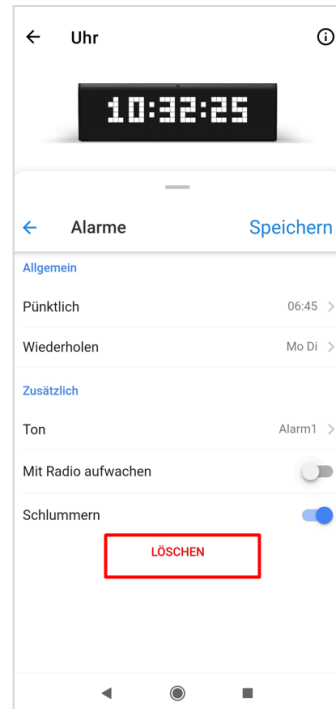 Uhr
10:32:25
Alarme Speichern
Allgemein
Pünktlich 06:45
Wiederholen Mo Di
Zusätzlich
Ton Alarm1
Mit Radio aufwachen
Schlummern
LÖSCHEN